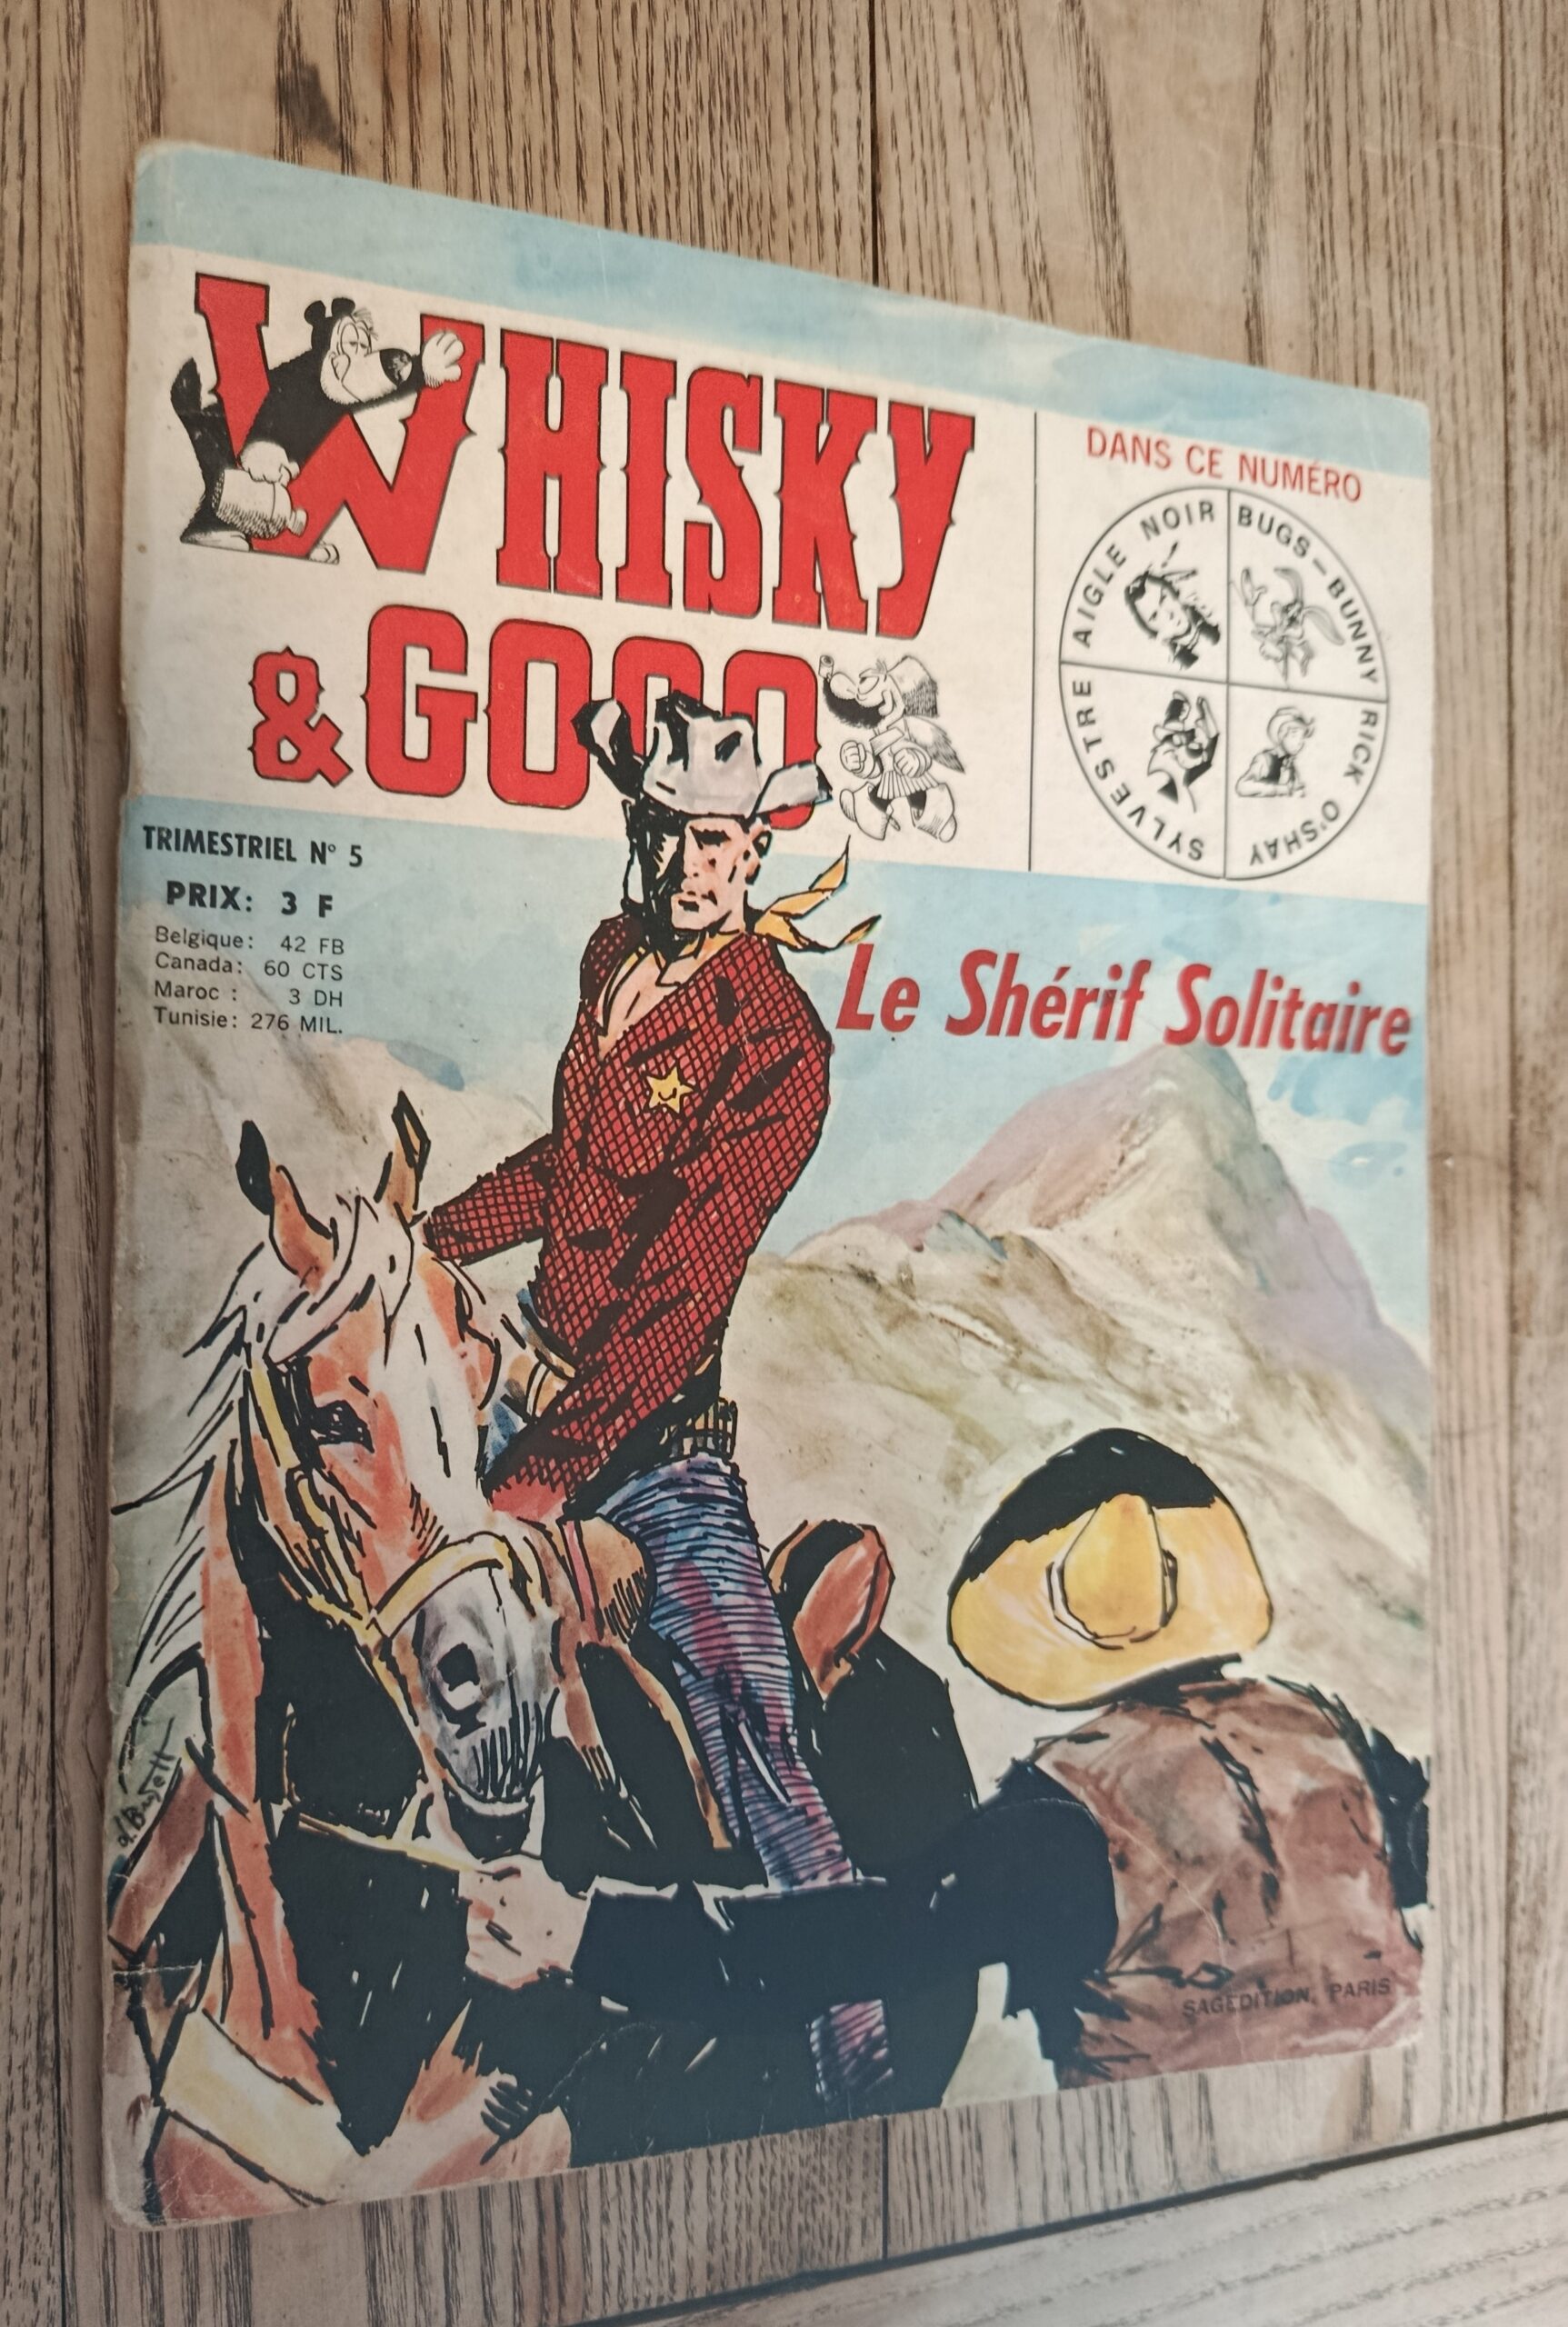 WHISKY
& GOGO
DANS CE NUMÉRO
AIGLE NOIR
BUGS-BUNNY
SYLVESTRE
RICK O'SHAY
TRIMESTRIEL N° 5
PRIX: 3 F
Belgique: 42 FB
Canada: 60 CTS
Maroc : 3 DH
Tunisie: 276 MIL.
Le Shérif Solitaire
SAGÉDITION, PARIS